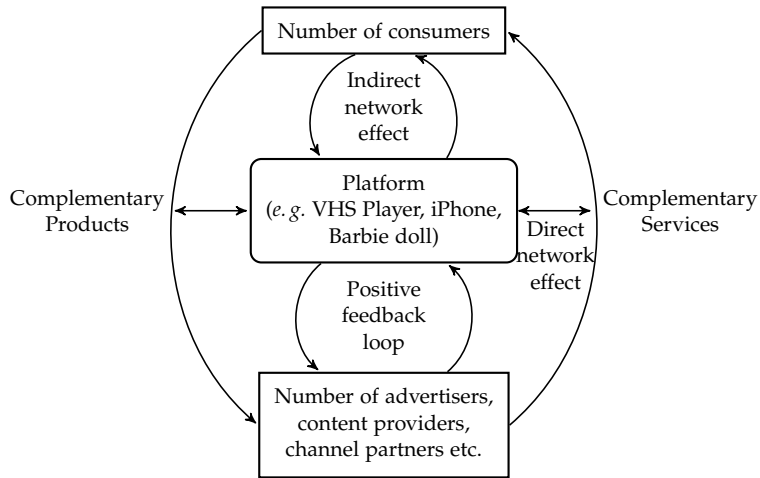 Number of consumers
Indirect
network
effect
Complementary
Products
Platform
(e. g. VHS Player, iPhone,
Barbie doll)
Complementary
Services
Direct
network
effect
Positive
feedback
loop
Number of advertisers,
content providers,
channel partners etc.